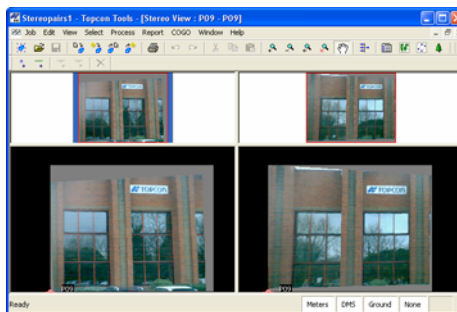 Stereopairs1 - Topcon Tools - [Stereo View : P09 - P09]
Job Edit View Select Process Report COGO Window Help
TOPCON
TOPCON
TOPCON
TOPCON
P09
P09
Ready
Meters DMS Ground None